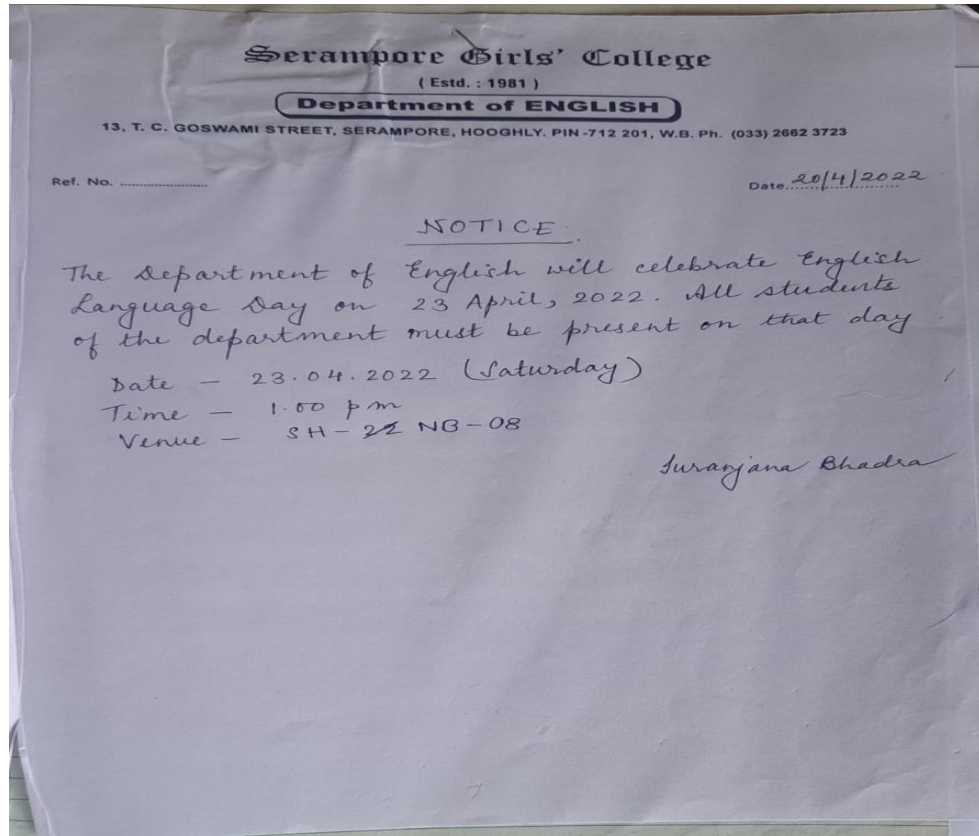 Serampore Girls' College
( Estd. : 1981 )
Department of ENGLISH
13, T. C. GOSWAMI STREET, SERAMPORE, HOOGHLY. PIN -712 201, W.B. Ph. (033) 2662 3723
Ref. No. ........................ Date 20/4/2022
NOTICE.
The Department of English will celebrate English
Language Day on 23 April, 2022. All students
of the department must be present on that day
Date – 23.04.2022 (Saturday)
Time – 1.00 pm
Venue – SH – 22 NB – 08
Suranjana Bhadra